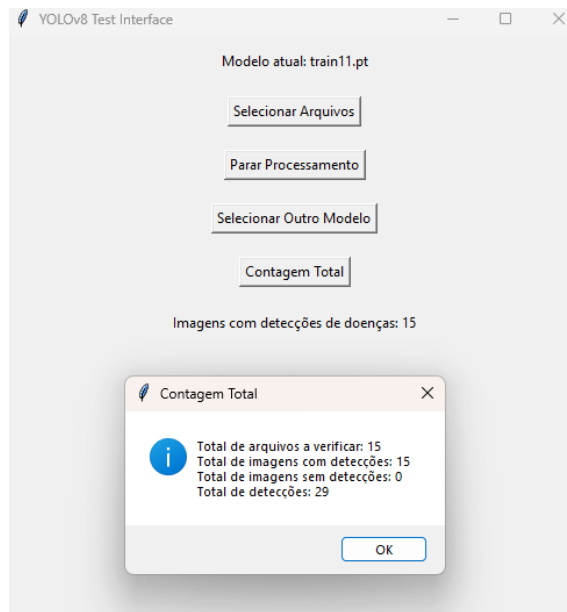 YOLOv8 Test Interface
Modelo atual: train11.pt
Selecionar Arquivos
Parar Processamento
Selecionar Outro Modelo
Contagem Total
Imagens com detecções de doenças: 15
Contagem Total
Total de arquivos a verificar: 15
Total de imagens com detecções: 15
Total de imagens sem detecções: 0
Total de detecções: 29
OK